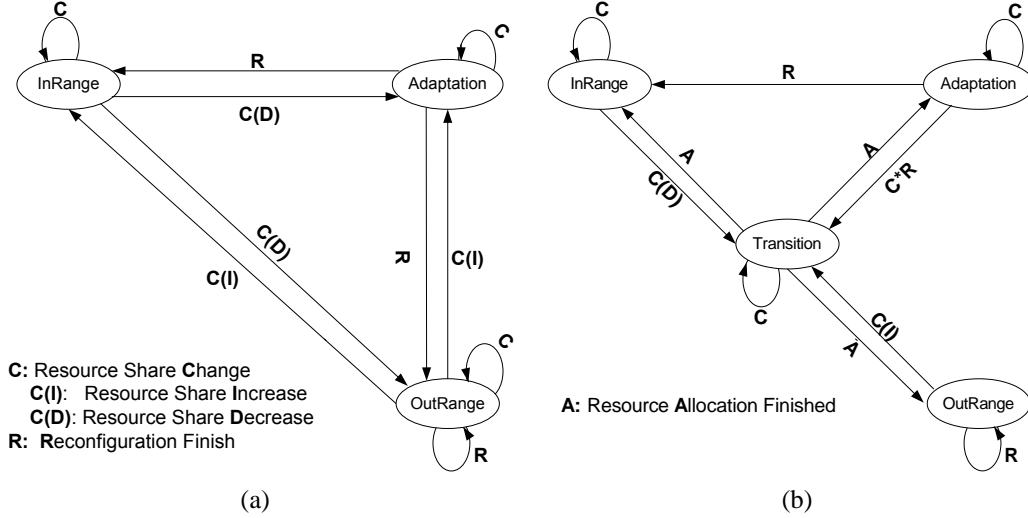 C
C
InRange
R
Adaptation
C(D)
C(D)
C(I)
R
C(I)
C
OutRange
R
C: Resource Share Change
C(I): Resource Share Increase
C(D): Resource Share Decrease
R: Reconfiguration Finish
(a)
C
C
InRange
R
Adaptation
A
C(D)
A
C*R
Transition
C
C(I)
A
OutRange
R
A: Resource Allocation Finished
(b)